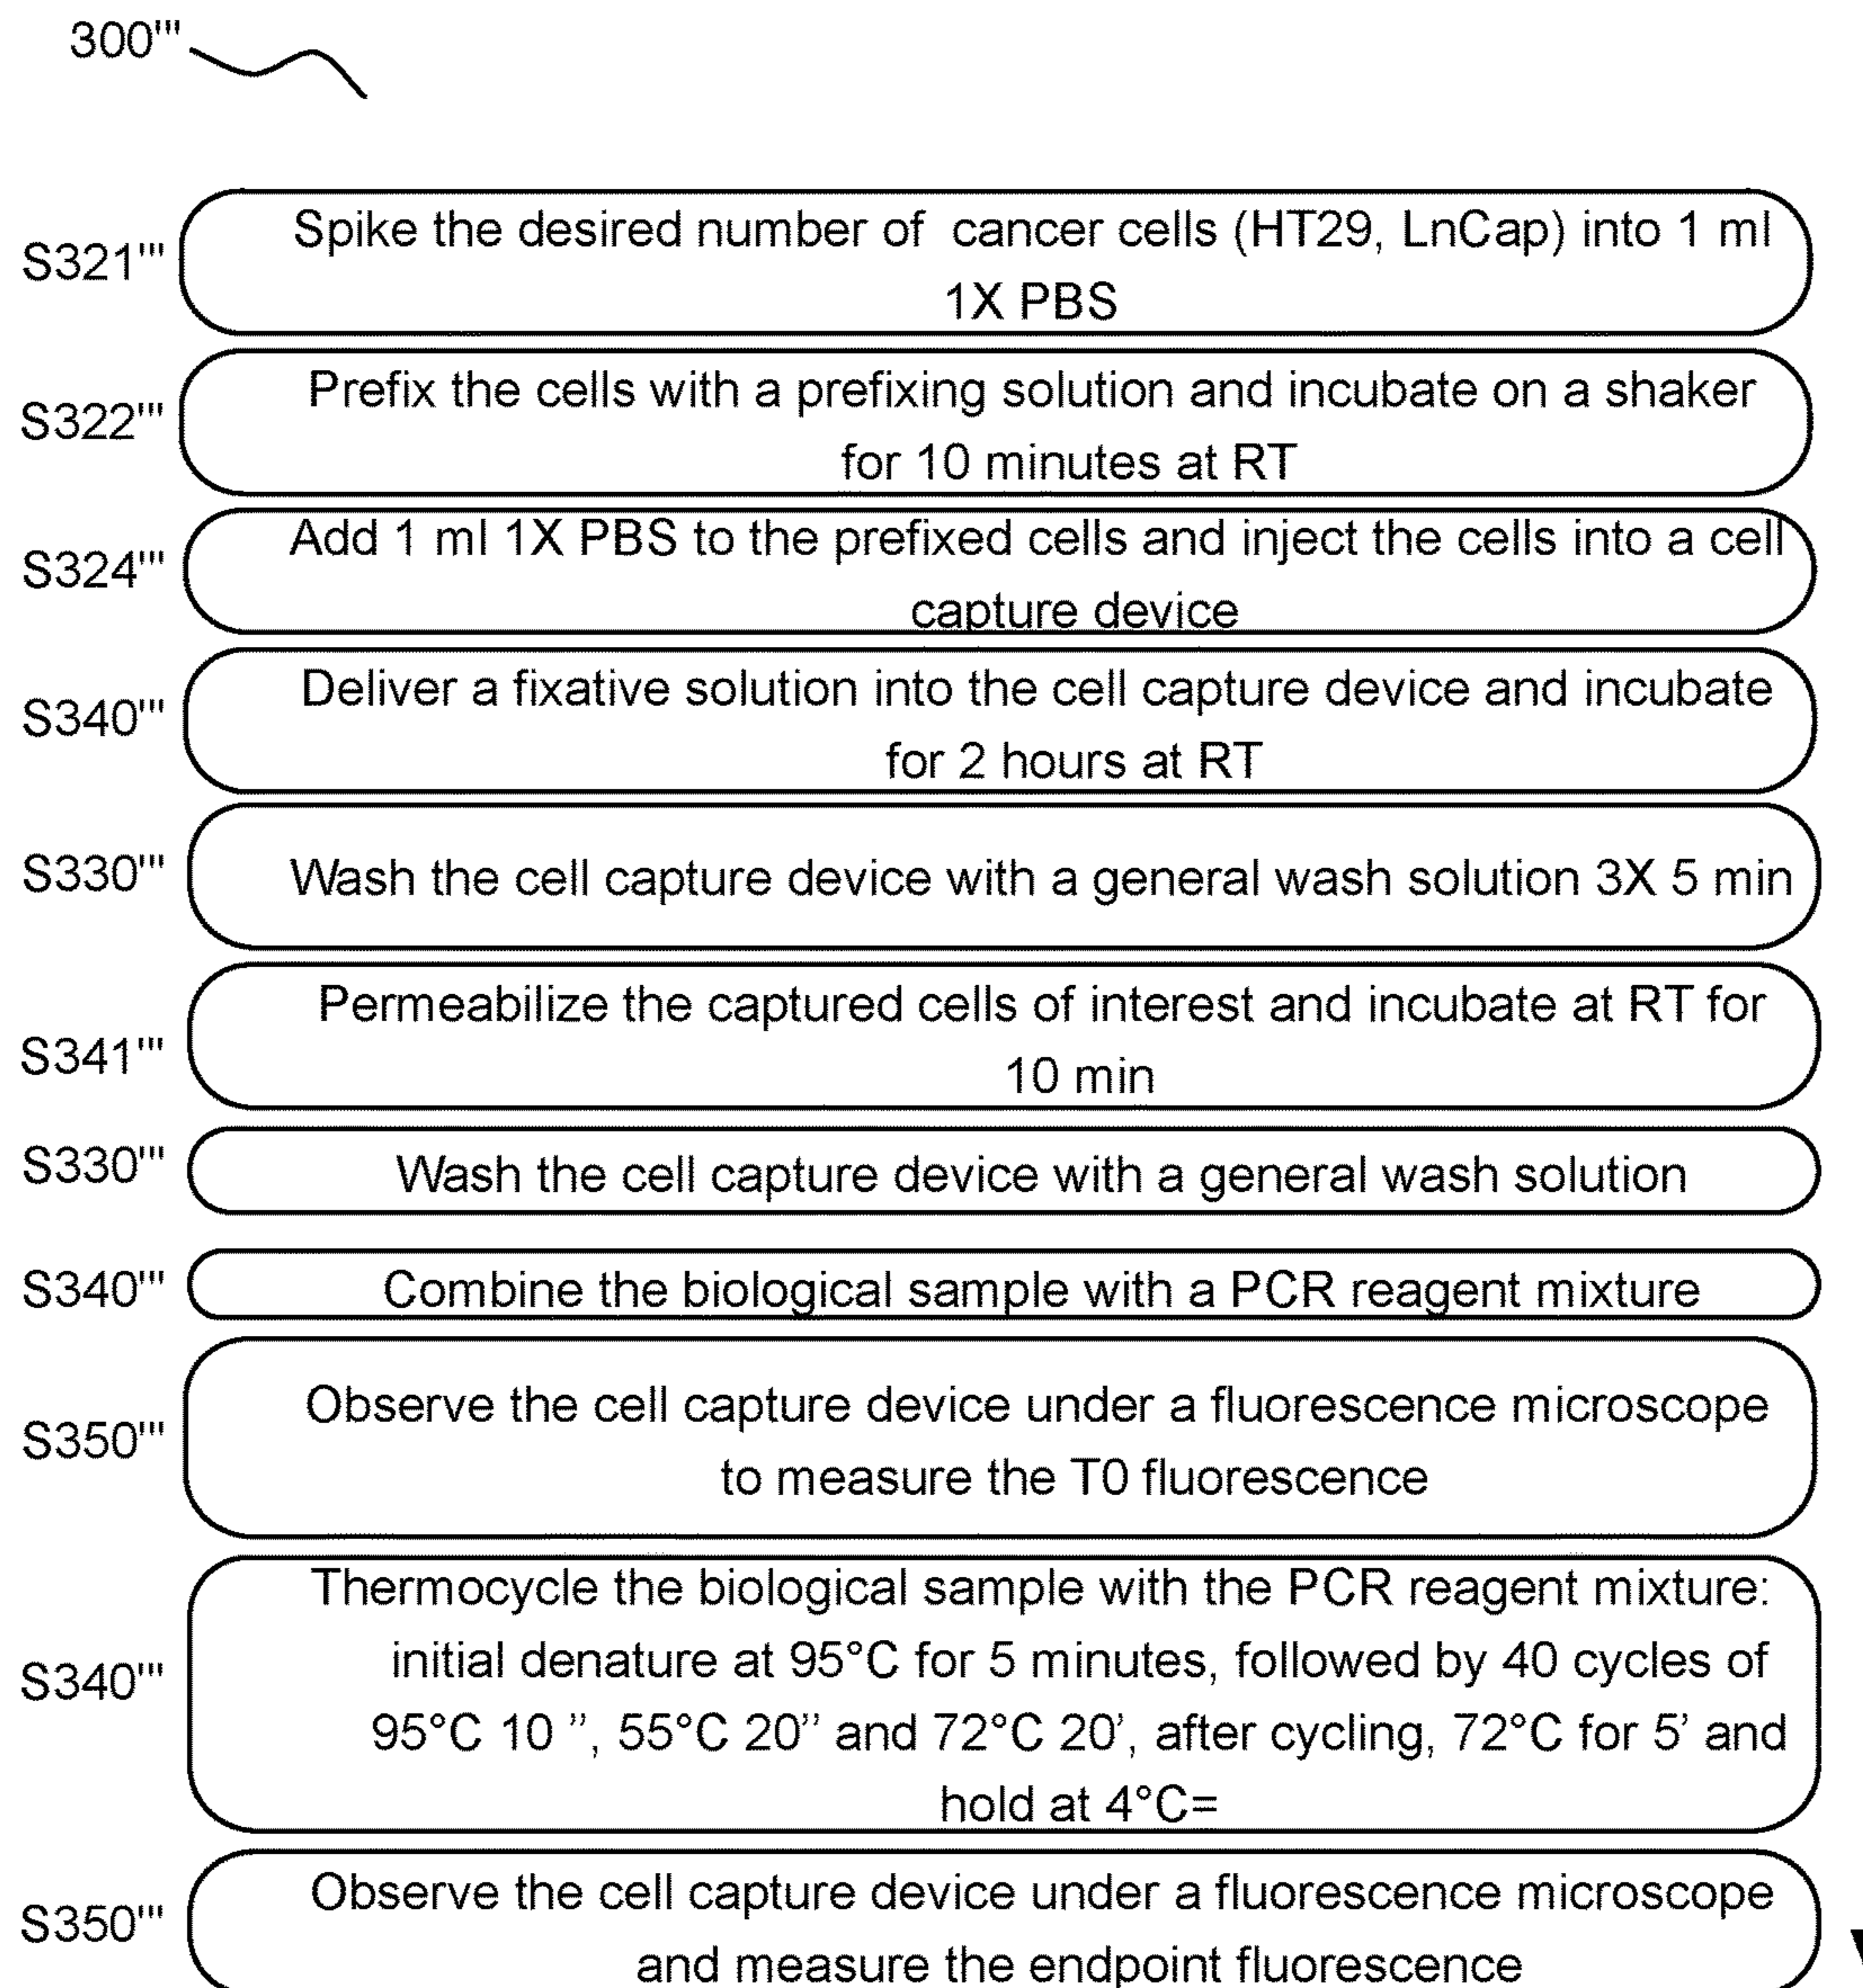 300'''
S321'''
Spike the desired number of cancer cells (HT29, LnCap) into 1 ml
1X PBS
S322'''
Prefix the cells with a prefixing solution and incubate on a shaker
for 10 minutes at RT
S324'''
Add 1 ml 1X PBS to the prefixed cells and inject the cells into a cell
capture device
S340'''
Deliver a fixative solution into the cell capture device and incubate
for 2 hours at RT
S330'''
Wash the cell capture device with a general wash solution 3X 5 min
S341'''
Permeabilize the captured cells of interest and incubate at RT for
10 min
S330'''
Wash the cell capture device with a general wash solution
S340'''
Combine the biological sample with a PCR reagent mixture
S350'''
Observe the cell capture device under a fluorescence microscope
to measure the T0 fluorescence
S340'''
Thermocycle the biological sample with the PCR reagent mixture:
initial denature at 95°C for 5 minutes, followed by 40 cycles of
95°C 10 ’’, 55°C 20’’ and 72°C 20’, after cycling, 72°C for 5’ and
hold at 4°C=
S350'''
Observe the cell capture device under a fluorescence microscope
and measure the endpoint fluorescence